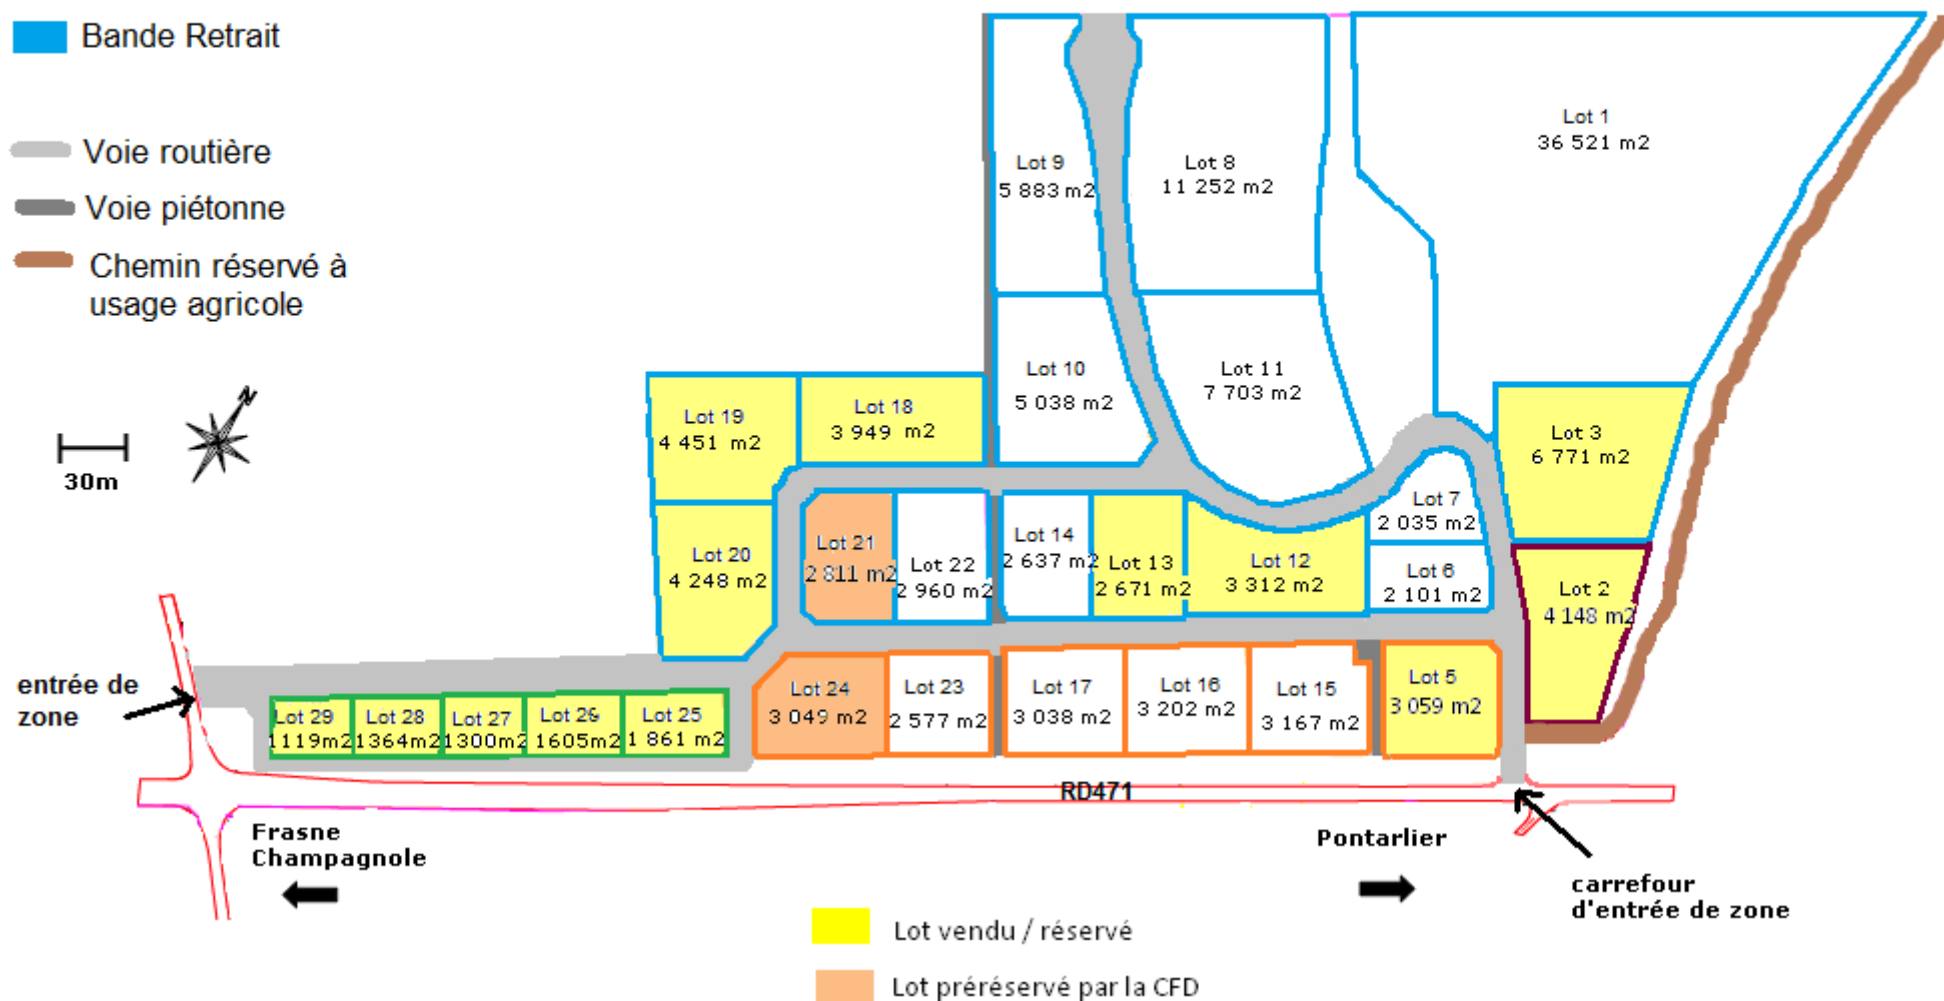 Bande Retrait
Voie routière
Voie piétonne
Chemin réservé à
usage agricole
N
30m
Lot 1
36 521 m2
Lot 9
5 883 m2
Lot 8
11 252 m2
Lot 10
5 038 m2
Lot 11
7 703 m2
Lot 19
4 451 m2
Lot 18
3 949 m2
Lot 3
6 771 m2
Lot 7
2 035 m2
Lot 20
4 248 m2
Lot 21
2 811 m2
Lot 22
2 960 m2
Lot 14
2 637 m2
Lot 13
2 671 m2
Lot 12
3 312 m2
Lot 6
2 101 m2
Lot 2
4 148 m2
entrée de
zone
Lot 29
1119m2
Lot 28
1364m2
Lot 27
1300m2
Lot 26
1605m2
Lot 25
1 861 m2
Lot 24
3 049 m2
Lot 23
2 577 m2
Lot 17
3 038 m2
Lot 16
3 202 m2
Lot 15
3 167 m2
Lot 5
3 059 m2
RD471
Frasne
Champagnole
Pontarlier
carrefour
d'entrée de zone
Lot vendu / réservé
Lot préréservé par la CFD